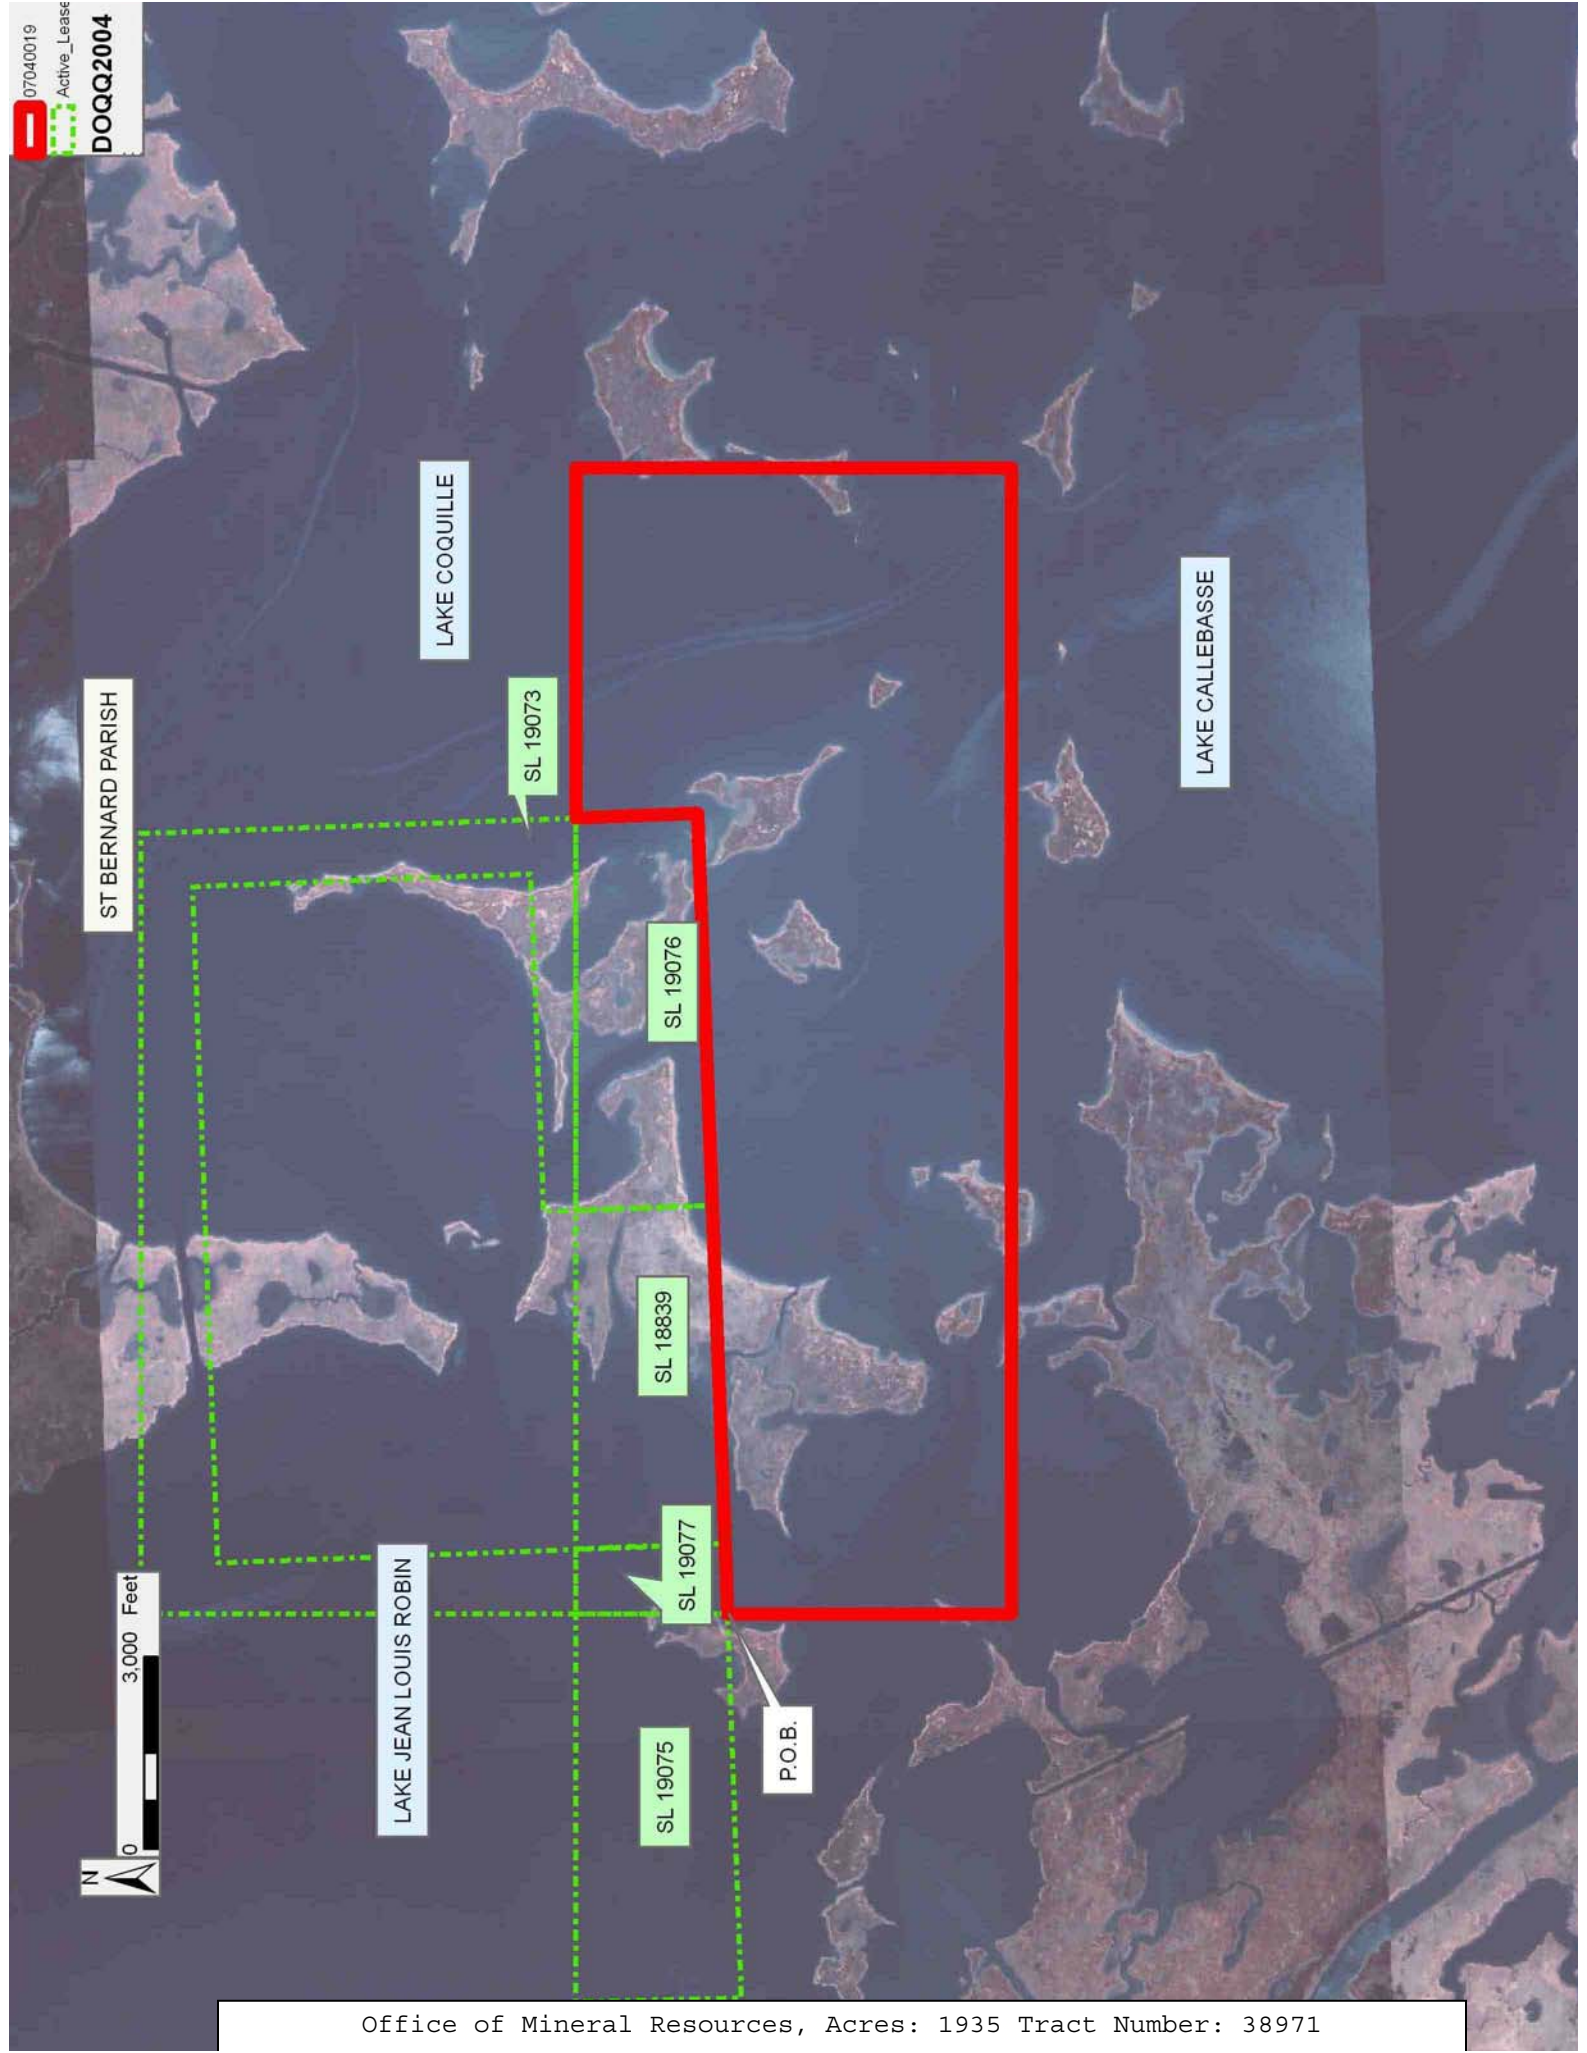 07040019
Active_Lease
DOQQ2004
N
0 3,000 Feet
ST BERNARD PARISH
LAKE COQUILLE
LAKE JEAN LOUIS ROBIN
SL 19073
SL 19076
SL 18839
SL 19077
SL 19075
P.O.B.
LAKE CALLEBASSE
Office of Mineral Resources, Acres: 1935 Tract Number: 38971